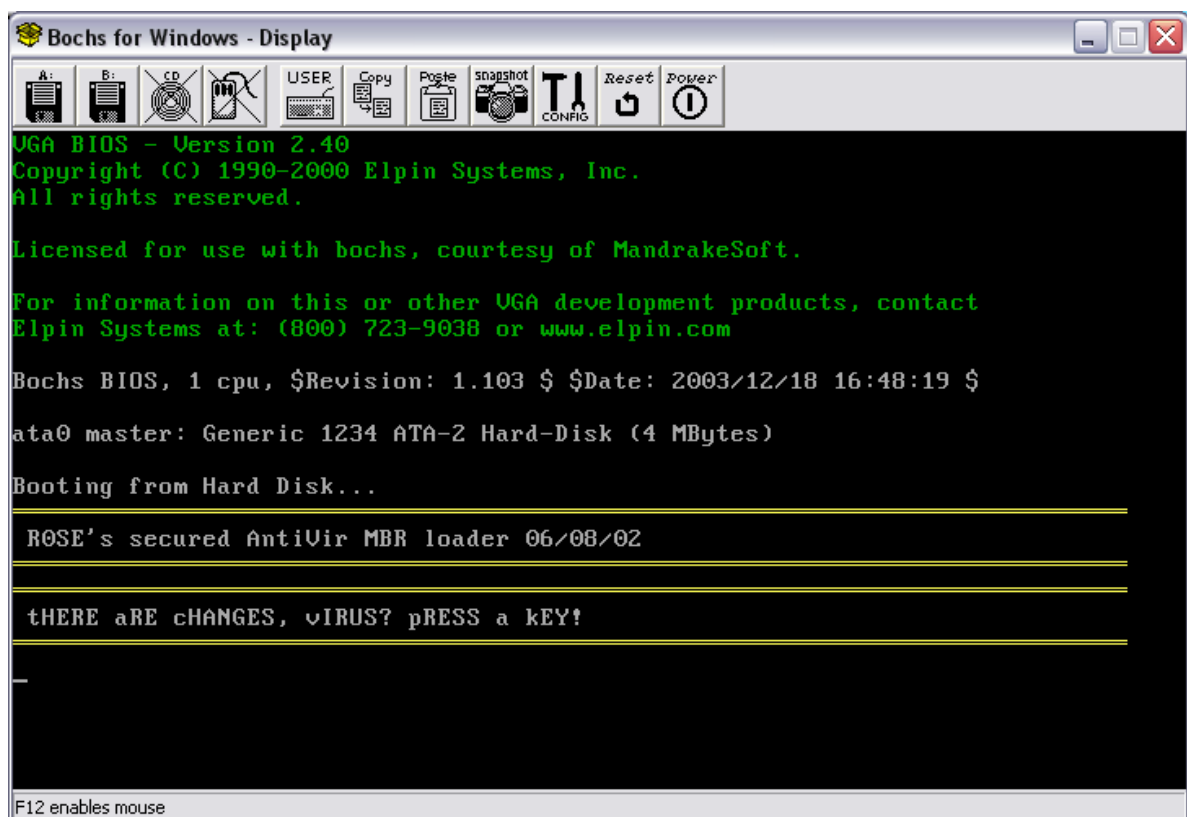 Bochs for Windows - Display
A: B: CD USER Copy Poste snapshot CONFIG Reset Power
VGA BIOS - Version 2.40
Copyright (C) 1990-2000 Elpin Systems, Inc.
All rights reserved.
Licensed for use with bochs, courtesy of MandrakeSoft.
For information on this or other VGA development products, contact
Elpin Systems at: (800) 723-9038 or www.elpin.com
Bochs BIOS, 1 cpu, $Revision: 1.103 $ $Date: 2003/12/18 16:48:19 $
ata0 master: Generic 1234 ATA-2 Hard-Disk (4 MBytes)
Booting from Hard Disk...
ROSE's secured AntiVir MBR loader 06/08/02
tHERE aRE cHANGES, vIRUS? pRESS a kEY!
F12 enables mouse